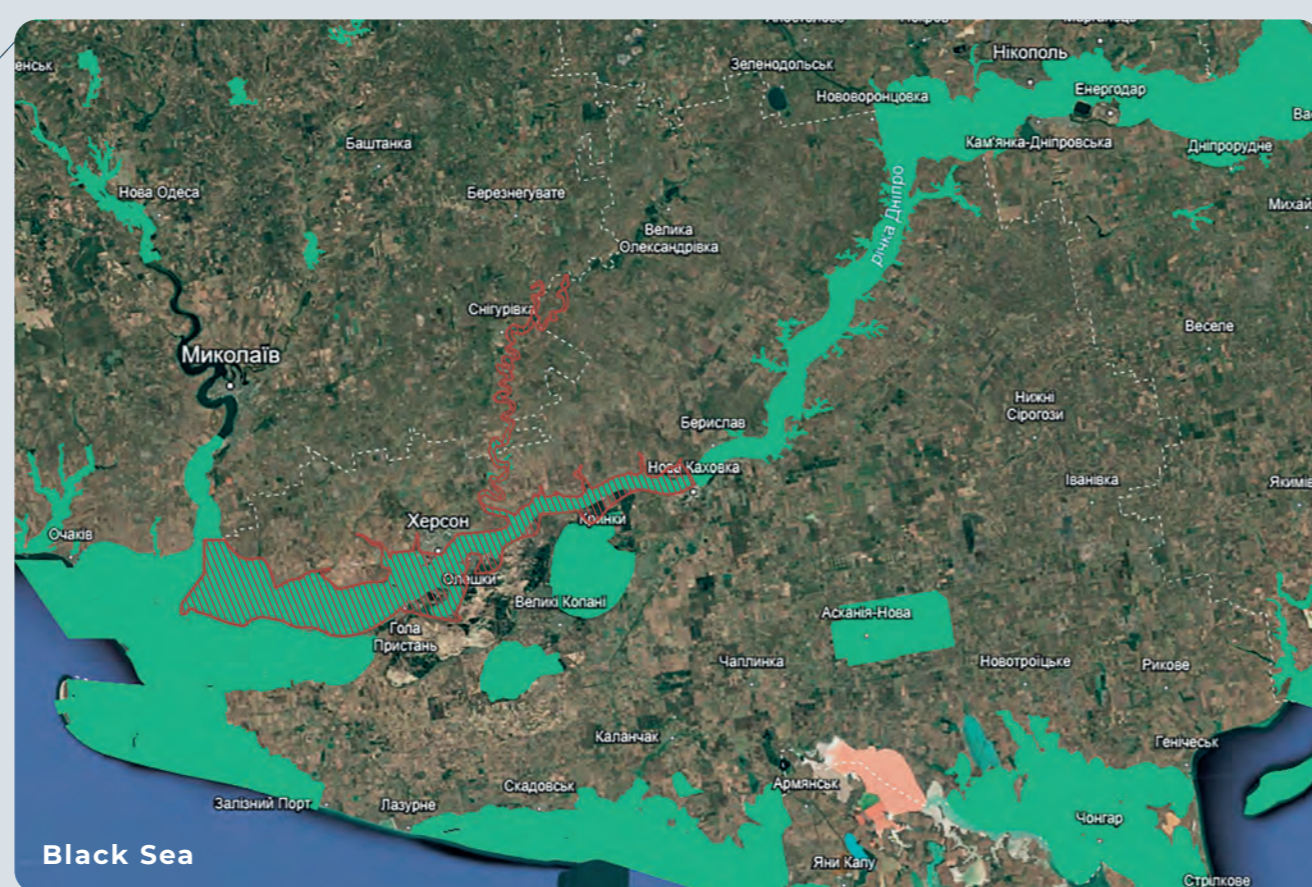 Нікополь
Зеленодольськ
Енергодар
Нововоронцовка
Кам'янка-Дніпровська
Баштанка
Дніпрорудне
Нова Одеса
Березнегувате
річка Дніпро
Велика
Олександрівка
Снігурівка
Веселе
Миколаїв
Нижні
Сірогози
Берислав
Нова Каховка
Іванівка
Херсон
Кринки
Очаків
Олешки
Великі Копані
Асканія-Нова
Гола
Пристань
Чаплинка
Новотроїцьке
Рикове
Каланчак
Генічеськ
Скадовськ
Армянськ
Залізний Порт
Лазурне
Чонгар
Black Sea
Яни Капу
Стрілкове